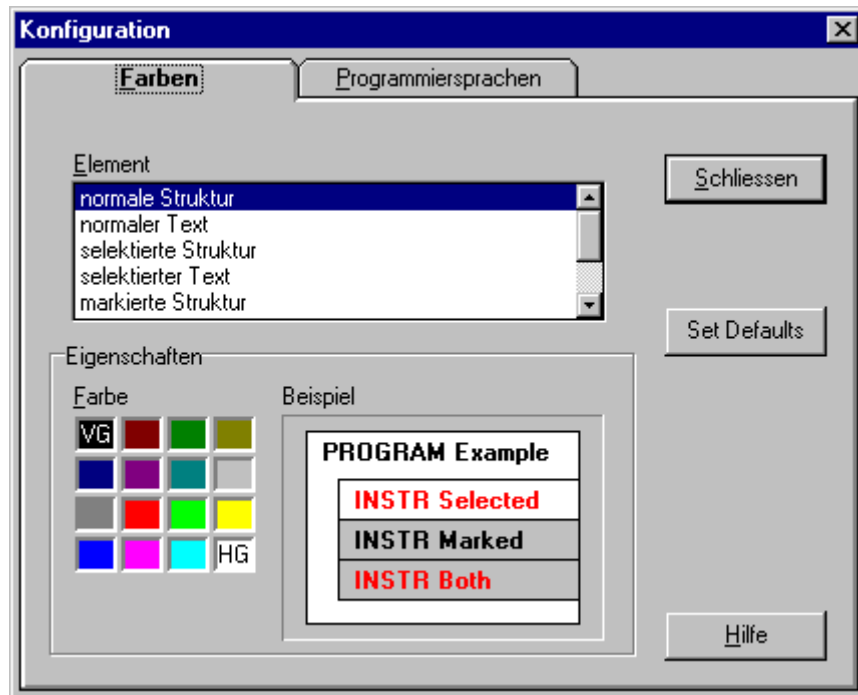 Konfiguration
Farben
Programmiersprachen
Element
normale Struktur
normaler Text
selektierte Struktur
selektierter Text
markierte Struktur
Schliessen
Set Defaults
Eigenschaften
Farbe
VG
HG
Beispiel
PROGRAM Example
INSTR Selected
INSTR Marked
INSTR Both
Hilfe